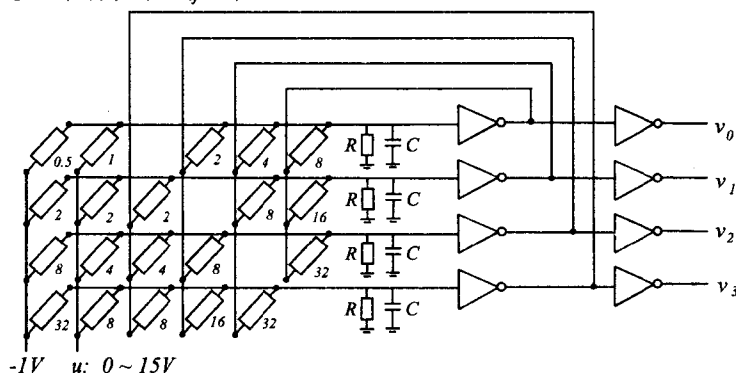 2 4 8 R C v0
0.5 1
2 2 2 8 16 R C v1
8 4 4 8 32 R C v2
32 8 8 16 32 R C v3
-1V u: 0 ~ 15V